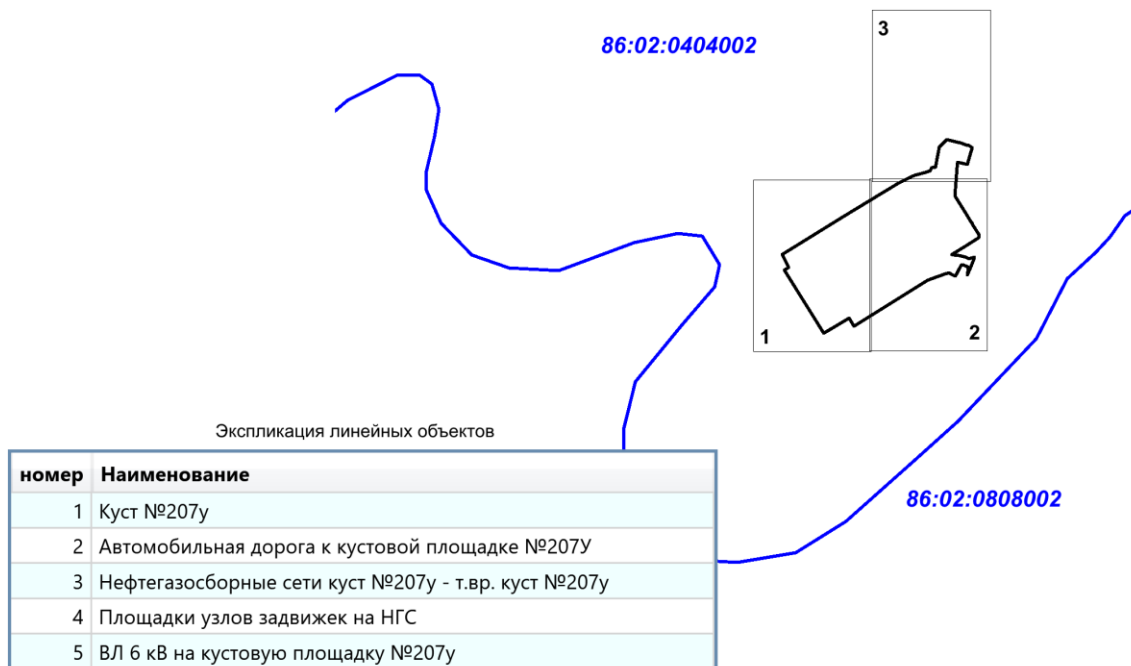 3
86:02:0404002
1
2
Экспликация линейных объектов
номер Наименование
1 Куст №207у
2 Автомобильная дорога к кустовой площадке №207У
3 Нефтегазосборные сети куст №207у - т.вр. куст №207у
4 Площадки узлов задвижек на НГС
5 ВЛ 6 кВ на кустовую площадку №207у
86:02:0808002